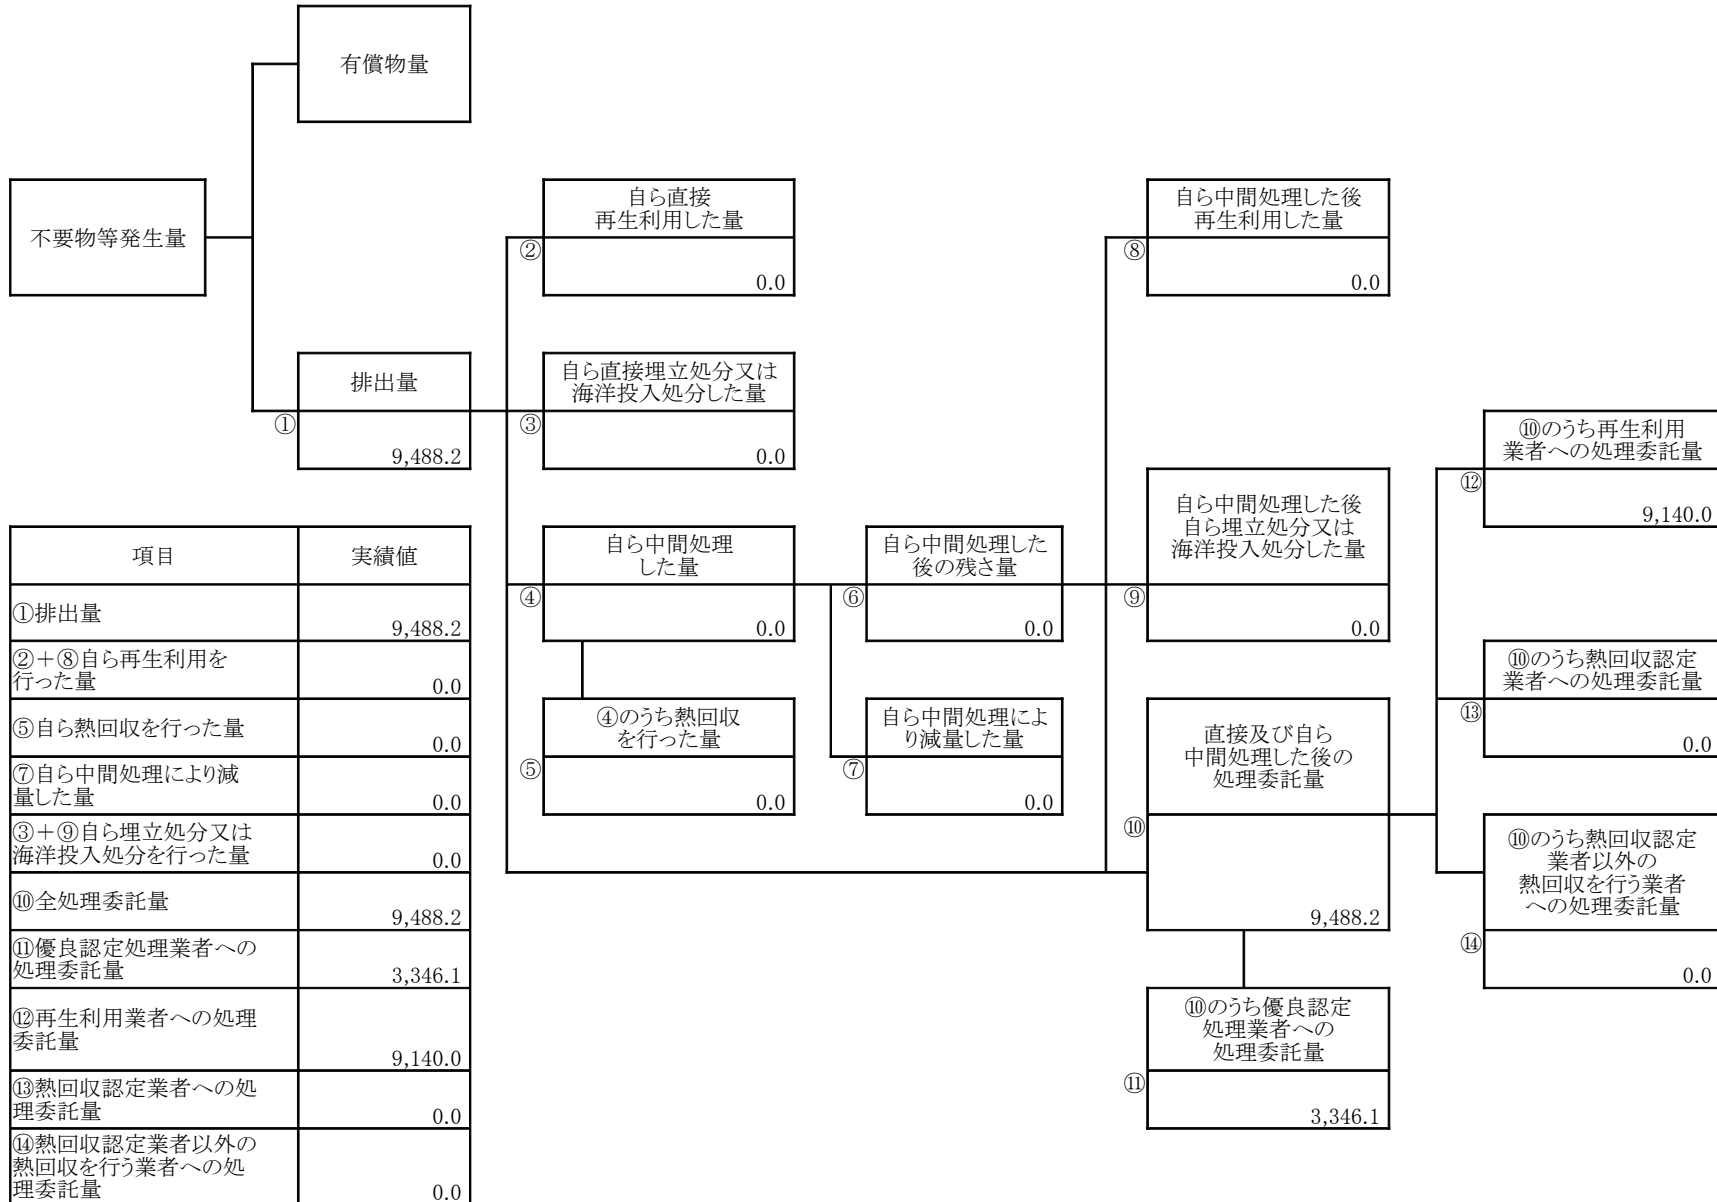 有償物量
不要物等発生量
自ら直接
再生利用した量
②
0.0
自ら中間処理した後
再生利用した量
⑧
0.0
排出量
①
9,488.2
自ら直接埋立処分又は
海洋投入処分した量
③
0.0
⑩のうち再生利用
業者への処理委託量
⑫
9,140.0
自ら中間処理
した量
④
0.0
自ら中間処理した
後の残さ量
⑥
0.0
自ら中間処理した後
自ら埋立処分又は
海洋投入処分した量
⑨
0.0
⑩のうち熱回収認定
業者への処理委託量
⑬
0.0
④のうち熱回収
を行った量
⑤
0.0
自ら中間処理によ
り減量した量
⑦
0.0
直接及び自ら
中間処理した後の
処理委託量
⑩
9,488.2
⑩のうち熱回収認定
業者以外の
熱回収を行う業者
への処理委託量
⑭
0.0
⑩のうち優良認定
処理業者への
処理委託量
⑪
3,346.1
項目 実績値
①排出量
9,488.2
②+⑧自ら再生利用を
行った量 0.0
⑤自ら熱回収を行った量
0.0
⑦自ら中間処理により減
量した量 0.0
③+⑨自ら埋立処分又は
海洋投入処分を行った量 0.0
⑩全処理委託量
9,488.2
⑪優良認定処理業者への
処理委託量 3,346.1
⑫再生利用業者への処理
委託量
9,140.0
⑬熱回収認定業者への処
理委託量 0.0
⑭熱回収認定業者以外の
熱回収を行う業者への処
理委託量 0.0